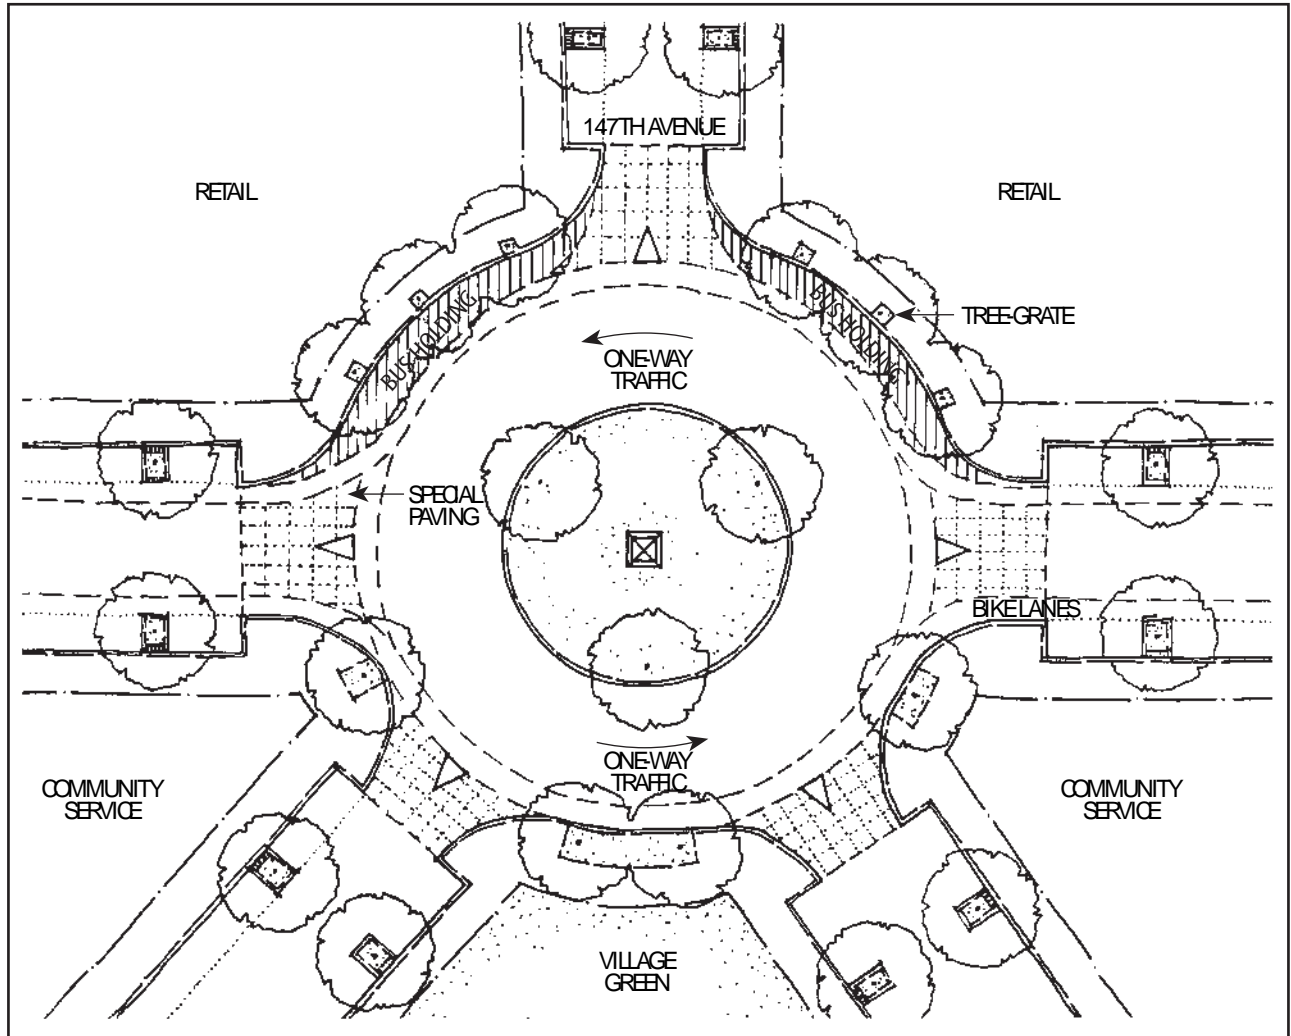 147TH AVENUE
RETAIL
RETAIL
BUS HOLDING
BUS HOLDING
TREE-GRATE
ONE-WAY
TRAFFIC
SPECIAL
PAVING
BIKE LANES
ONE-WAY
TRAFFIC
COMMUNITY
SERVICE
COMMUNITY
SERVICE
VILLAGE
GREEN